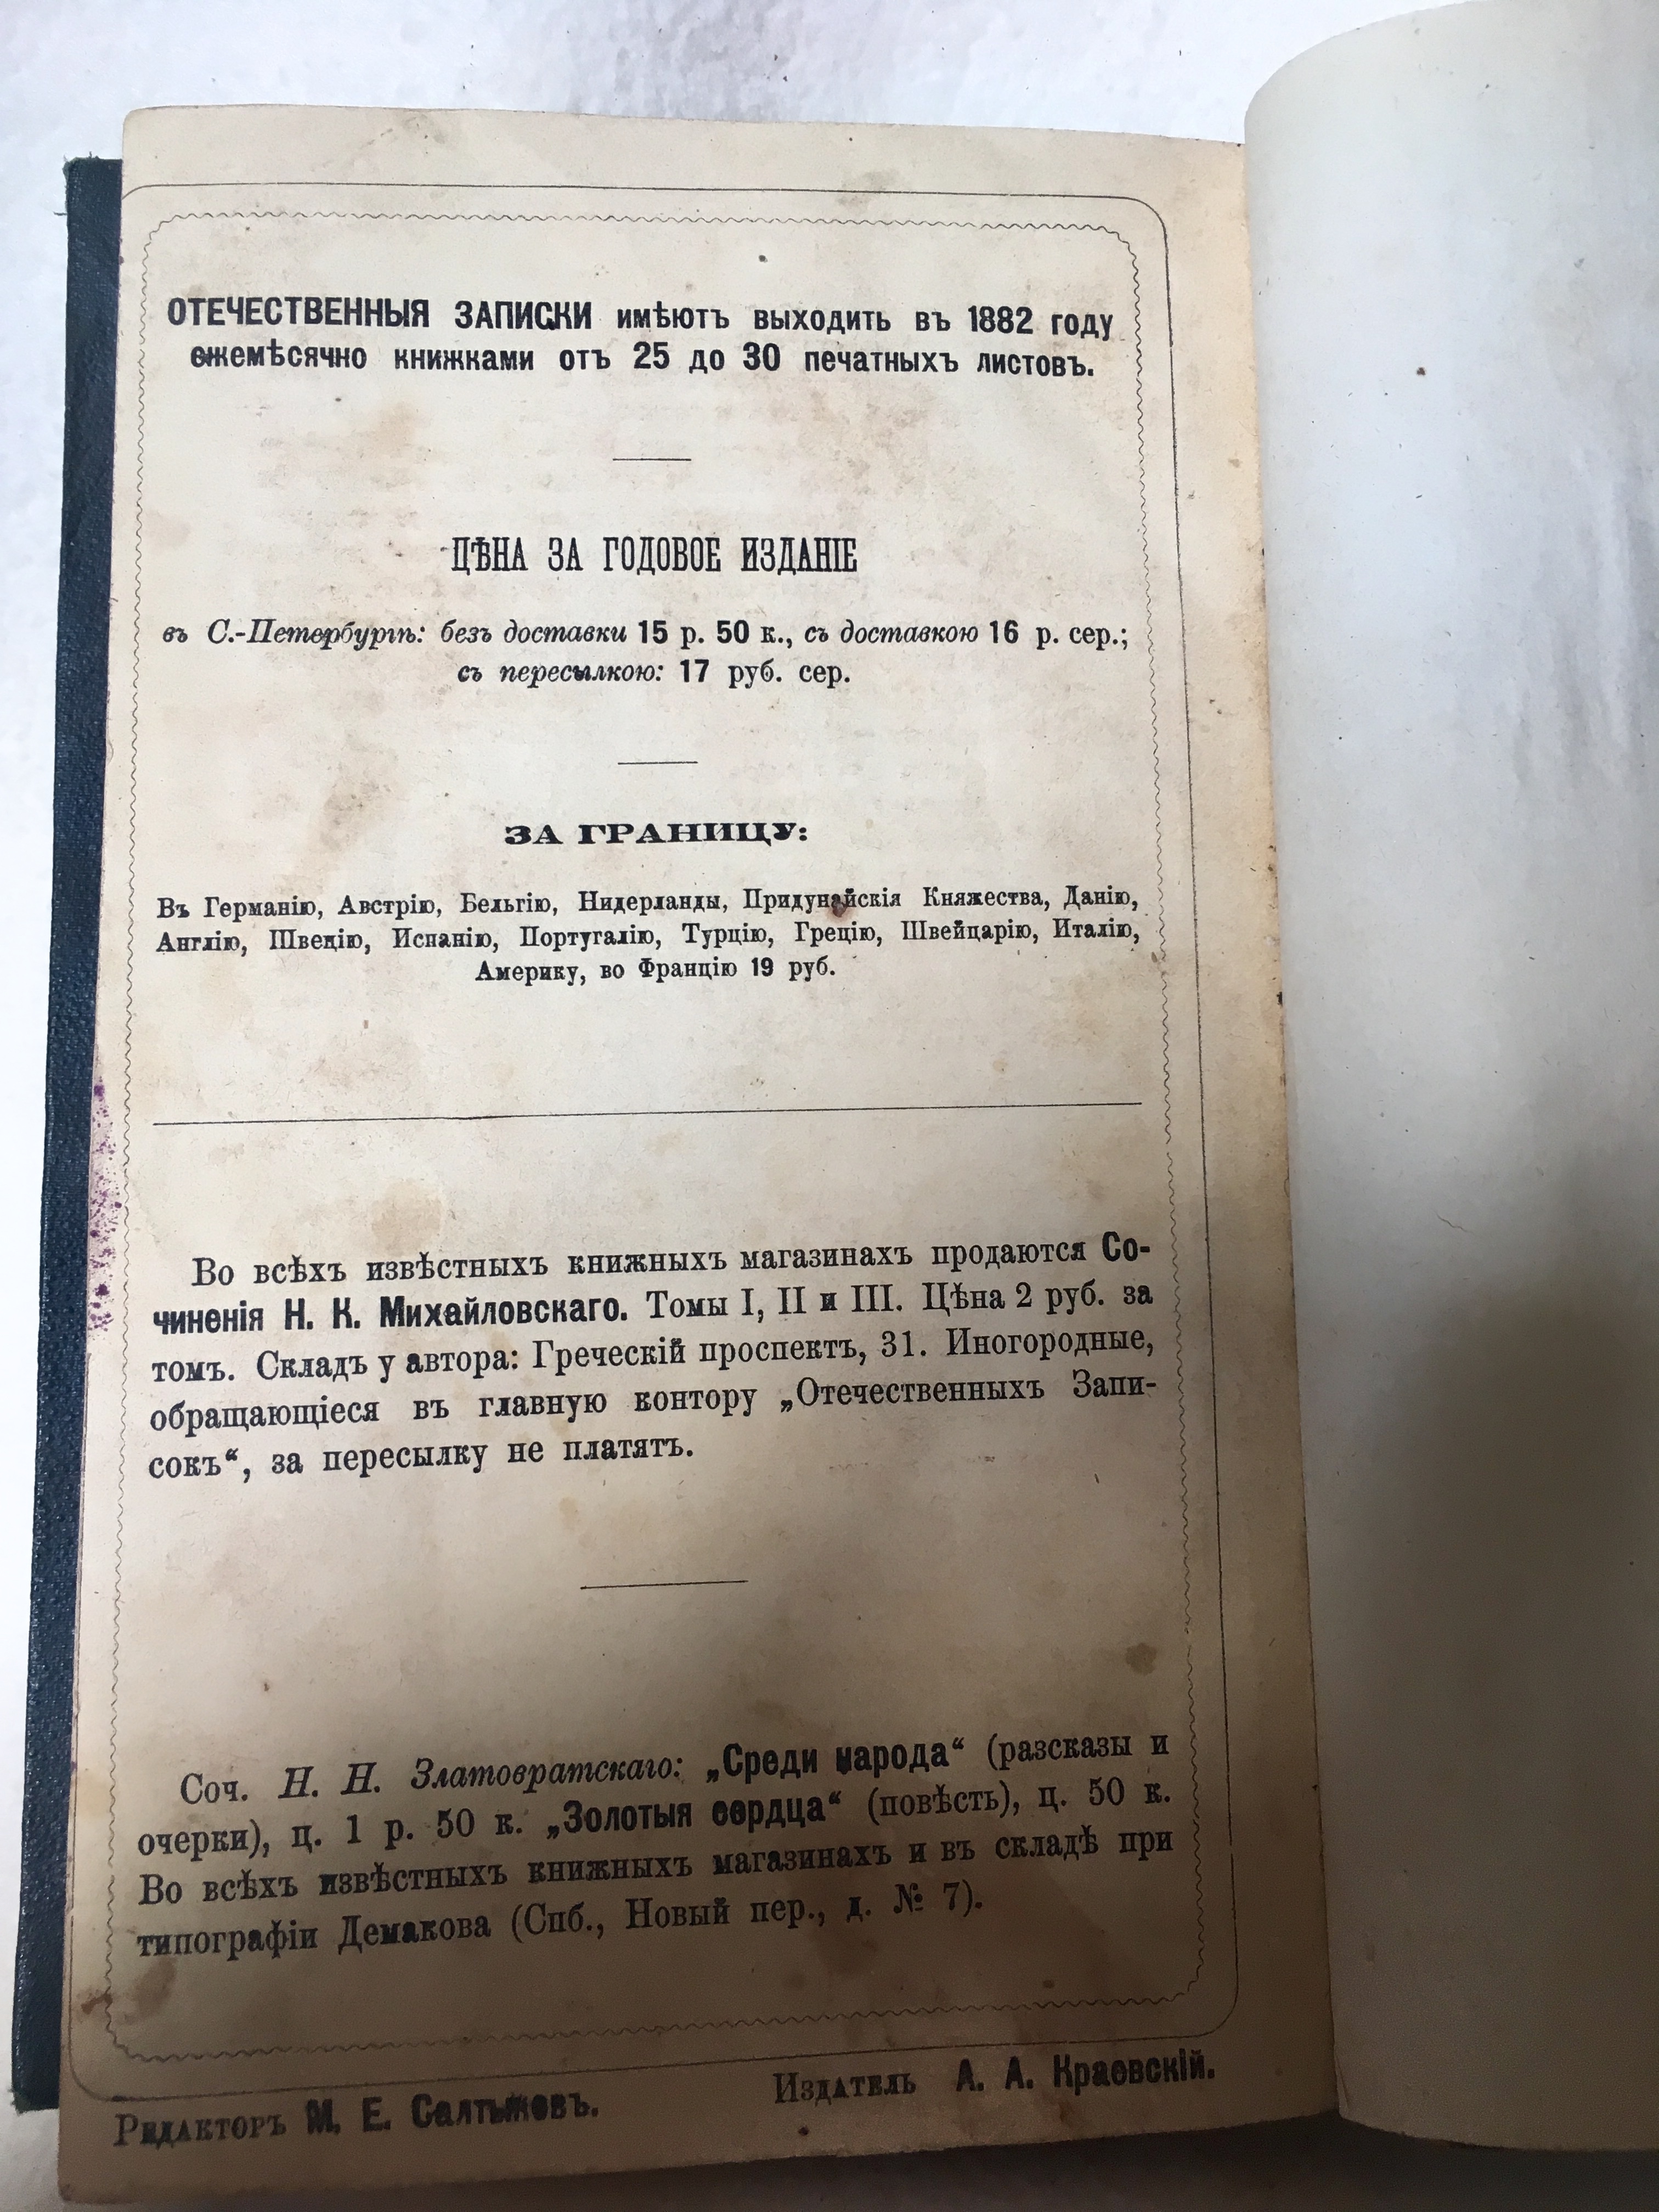 ОТЕЧЕСТВЕННЫЯ ЗАПИСКИ имѣютъ выходить въ 1882 году
ежемѣсячно книжками отъ 25 до 30 печатныхъ листовъ.
ЦѢНА ЗА ГОДОВОЕ ИЗДАНІЕ
въ С.-Петербургѣ: безъ доставки 15 р. 50 к., съ доставкою 16 р. сер.;
съ пересылкою: 17 руб. сер.
ЗА ГРАНИЦУ:
Въ Германію, Австрію, Бельгію, Нидерланды, Придунайскія Княжества, Данію,
Англію, Швецію, Испанію, Португалію, Турцію, Грецію, Швейцарію, Италію,
Америку, во Францію 19 руб.
Во всѣхъ извѣстныхъ книжныхъ магазинахъ продаются Со-
чиненія Н. К. Михайловскаго. Томы I, II и III. Цѣна 2 руб. за
томъ. Складъ у автора: Греческій проспектъ, 31. Иногородные,
обращающіеся въ главную контору „Отечественныхъ Запи-
сокъ“, за пересылку не платятъ.
Соч. Н. Н. Златовратскаго: „Среди народа“ (разсказы и
очерки), ц. 1 р. 50 к. „Золотыя сердца“ (повѣсть), ц. 50 к.
Во всѣхъ извѣстныхъ книжныхъ магазинахъ и въ складѣ при
типографіи Демакова (Спб., Новый пер., д. № 7).
Редакторъ М. Е. Салтыковъ. Издатель А. А. Краевскій.